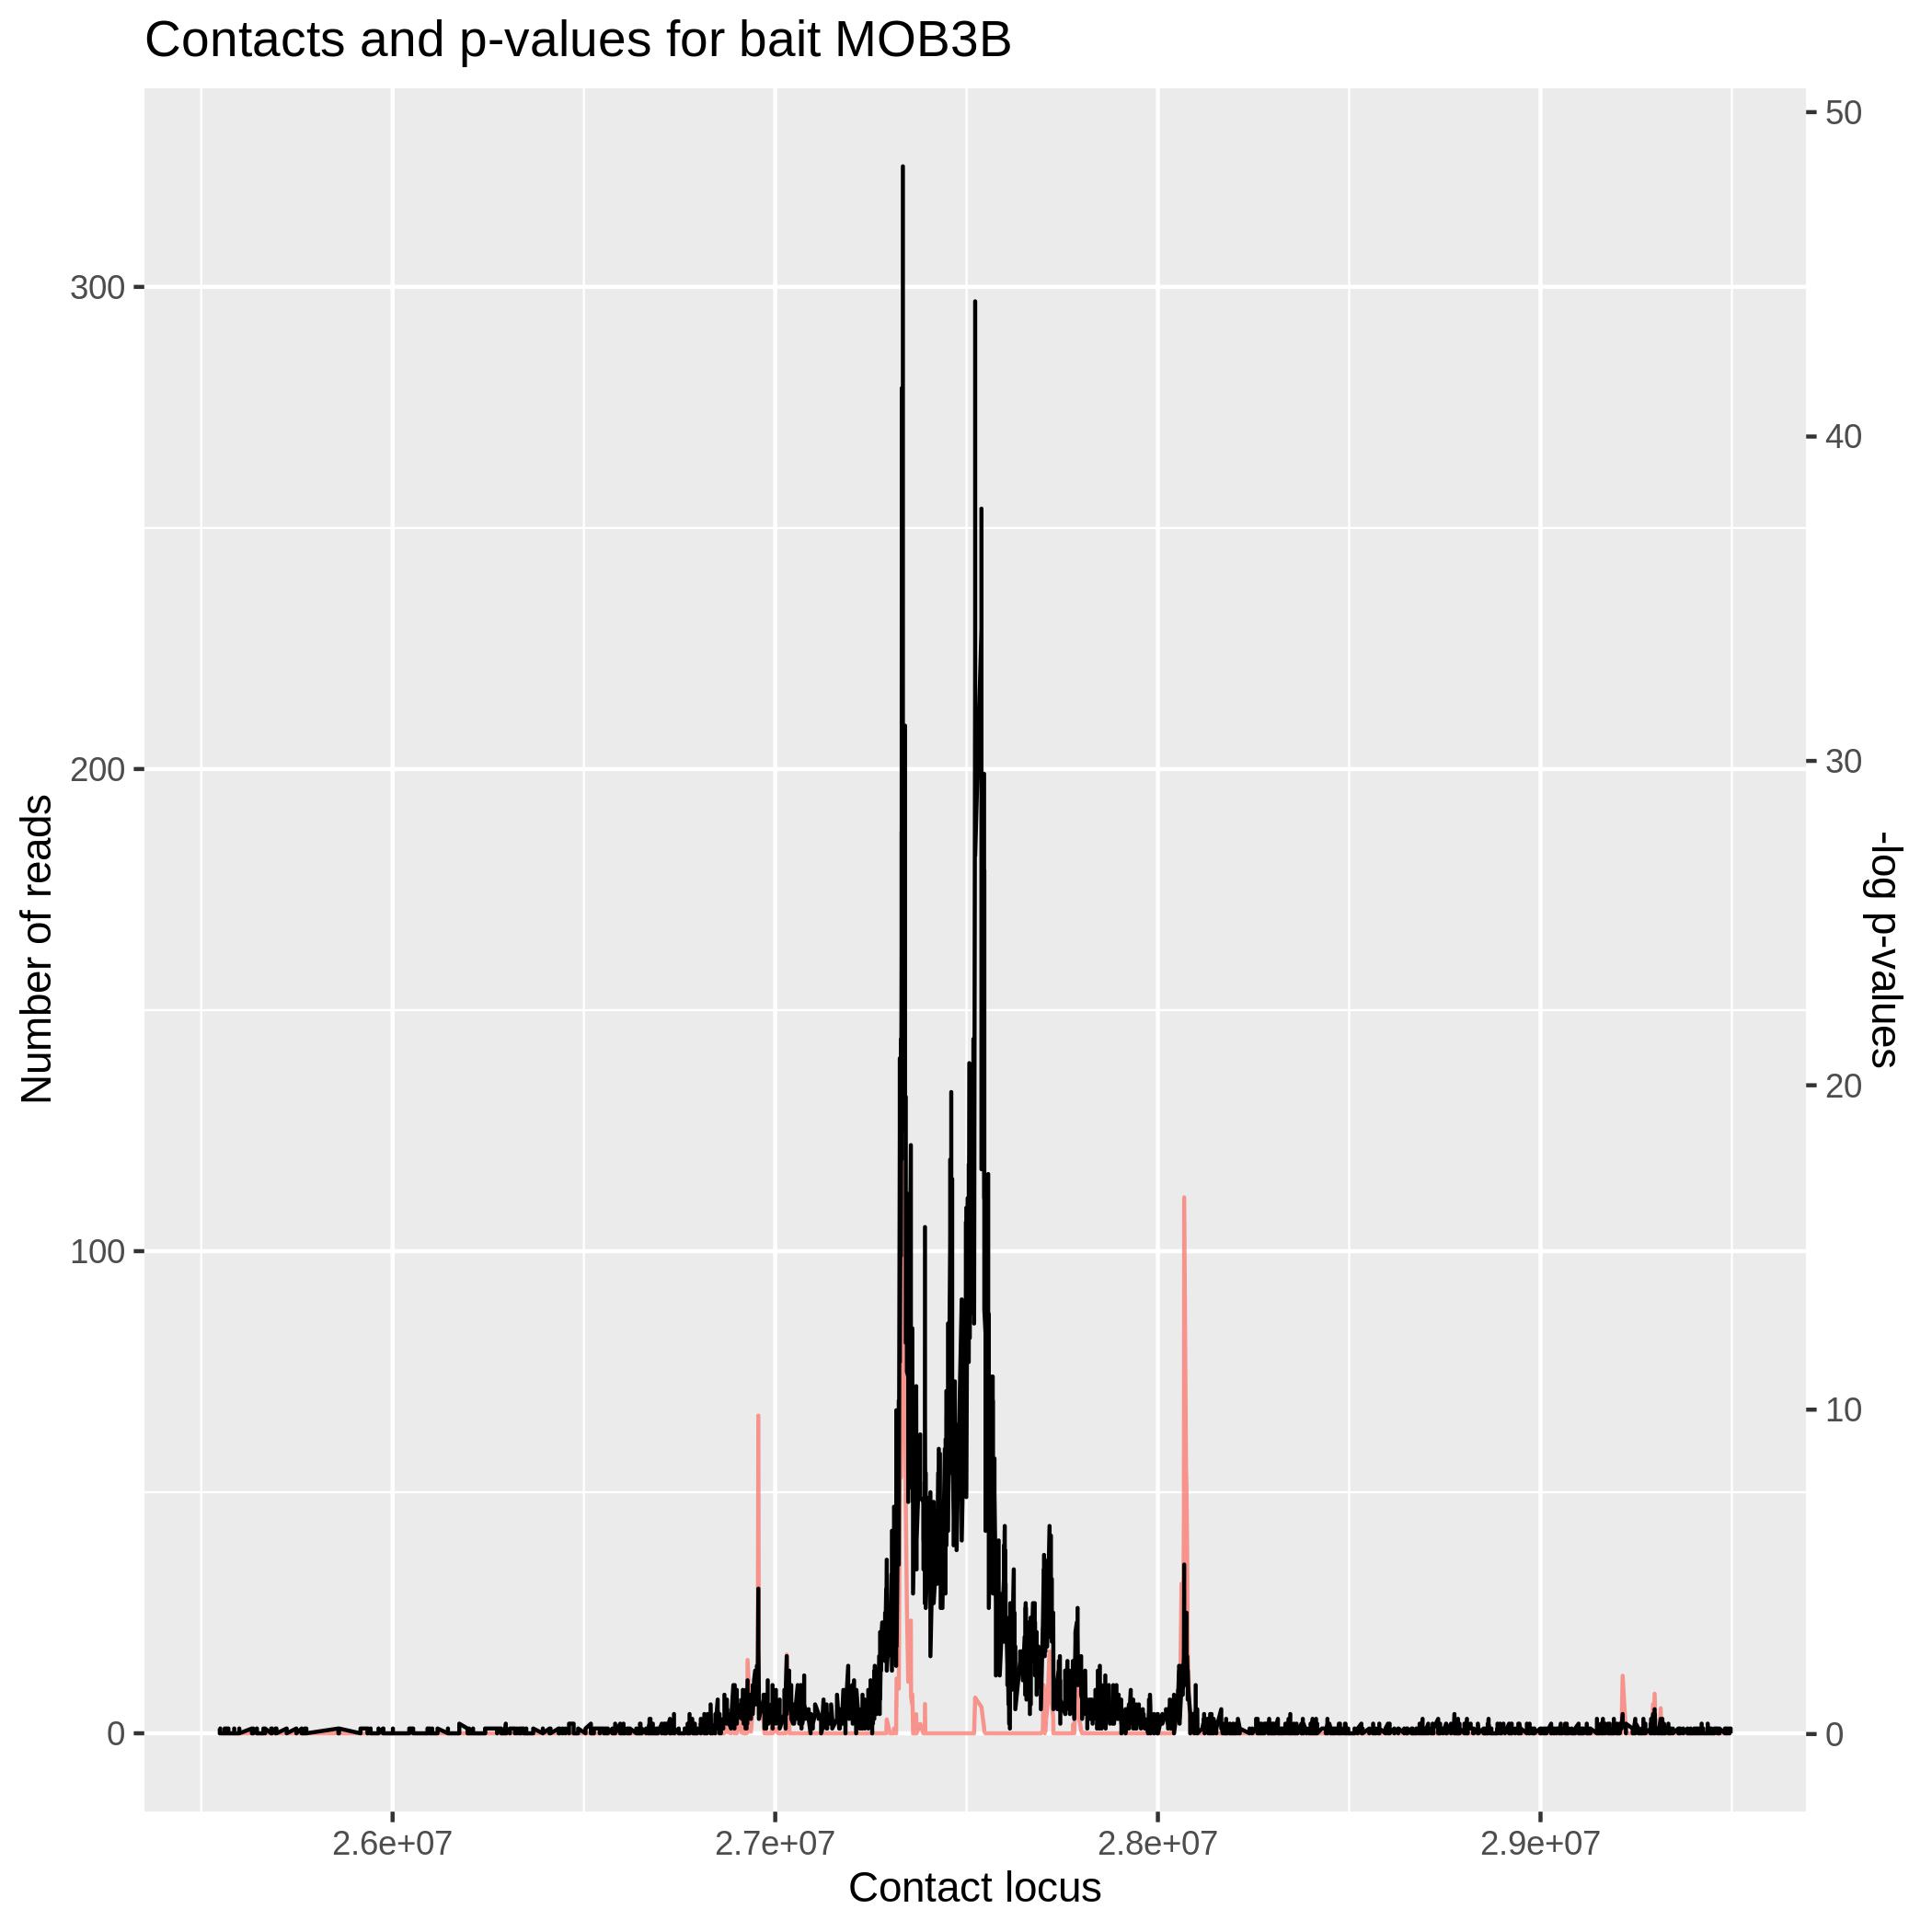 Contacts and p-values for bait MOB3B
Number of reads
300
200
100
0
50
40
30
20
10
0
-log p-values
2.6e+07 2.7e+07 2.8e+07 2.9e+07
Contact locus